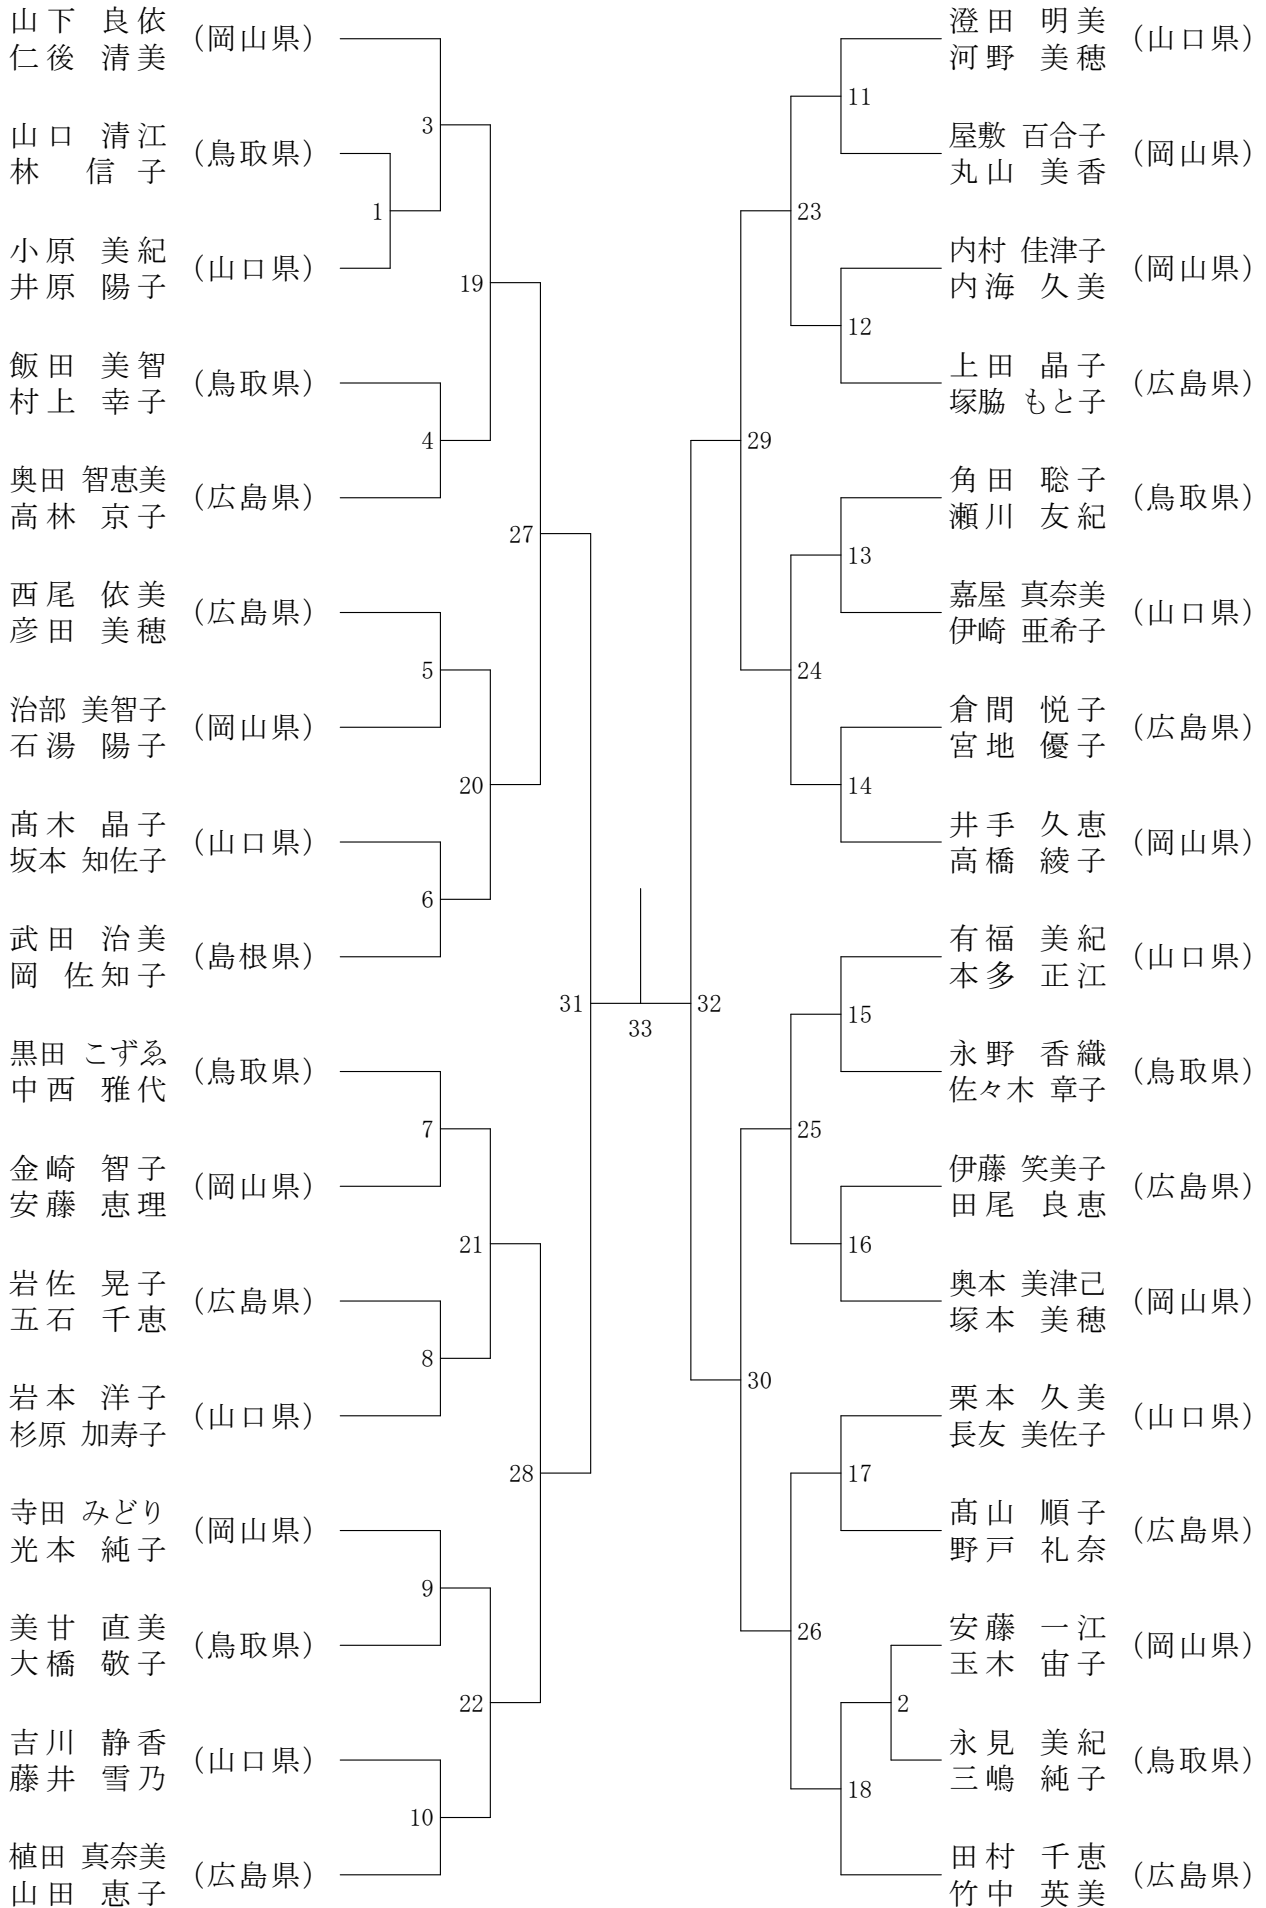 山下 良依
仁後 清美
(岡山県)
山口 清江
林 信子
(鳥取県)
小原 美紀
井原 陽子
(山口県)
飯田 美智
村上 幸子
(鳥取県)
奥田 智恵美
高林 京子
(広島県)
西尾 依美
彦田 美穂
(広島県)
治部 美智子
石湯 陽子
(岡山県)
髙木 晶子
坂本 知佐子
(山口県)
武田 治美
岡 佐知子
(島根県)
黒田 こずゑ
中西 雅代
(鳥取県)
金崎 智子
安藤 恵理
(岡山県)
岩佐 晃子
五石 千恵
(広島県)
岩本 洋子
杉原 加寿子
(山口県)
寺田 みどり
光本 純子
(岡山県)
美甘 直美
大橋 敬子
(鳥取県)
吉川 静香
藤井 雪乃
(山口県)
植田 真奈美
山田 恵子
(広島県)
1
3
4
5
6
7
8
9
10
19
20
21
22
27
28
31
33
32
29
30
23
24
25
26
11
12
13
14
15
16
17
2
18
澄田 明美
河野 美穂
(山口県)
屋敷 百合子
丸山 美香
(岡山県)
内村 佳津子
内海 久美
(岡山県)
上田 晶子
塚脇 もと子
(広島県)
角田 聡子
瀬川 友紀
(鳥取県)
嘉屋 真奈美
伊崎 亜希子
(山口県)
倉間 悦子
宮地 優子
(広島県)
井手 久恵
高橋 綾子
(岡山県)
有福 美紀
本多 正江
(山口県)
永野 香織
佐々木 章子
(鳥取県)
伊藤 笑美子
田尾 良恵
(広島県)
奥本 美津己
塚本 美穂
(岡山県)
栗本 久美
長友 美佐子
(山口県)
髙山 順子
野戸 礼奈
(広島県)
安藤 一江
玉木 宙子
(岡山県)
永見 美紀
三嶋 純子
(鳥取県)
田村 千恵
竹中 英美
(広島県)